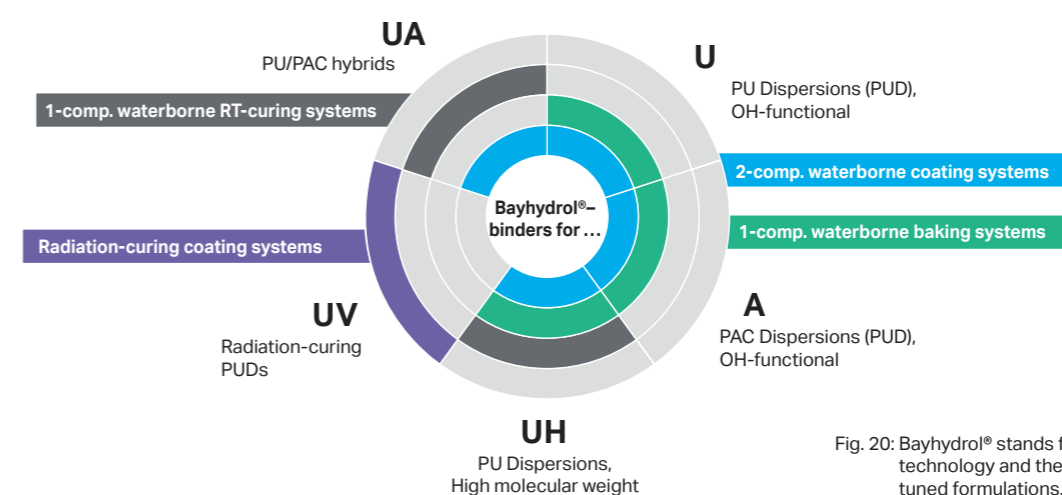 UA
PU/PAC hybrids
1-comp. waterborne RT-curing systems
U
PU Dispersions (PUD),
OH-functional
2-comp. waterborne coating systems
1-comp. waterborne baking systems
Bayhydrol®–
binders for ...
Radiation-curing coating systems
UV
Radiation-curing
PUDs
A
PAC Dispersions (PUD),
OH-functional
UH
PU Dispersions,
High molecular weight
Fig. 20: Bayhydrol® stands f
technology and the
tuned formulations.